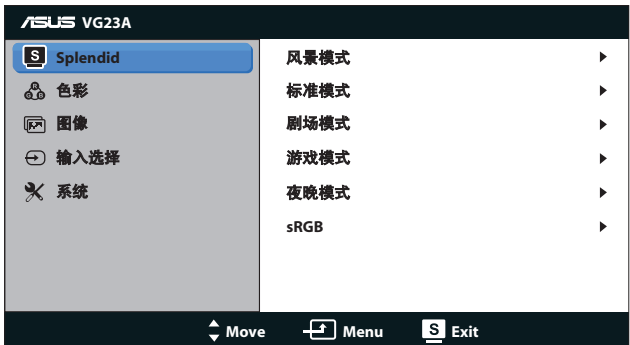 ASUS VG23A
S Splendid
色彩
图像
输入选择
系统
风景模式
标准模式
剧场模式
游戏模式
夜晚模式
sRGB
Move Menu S Exit